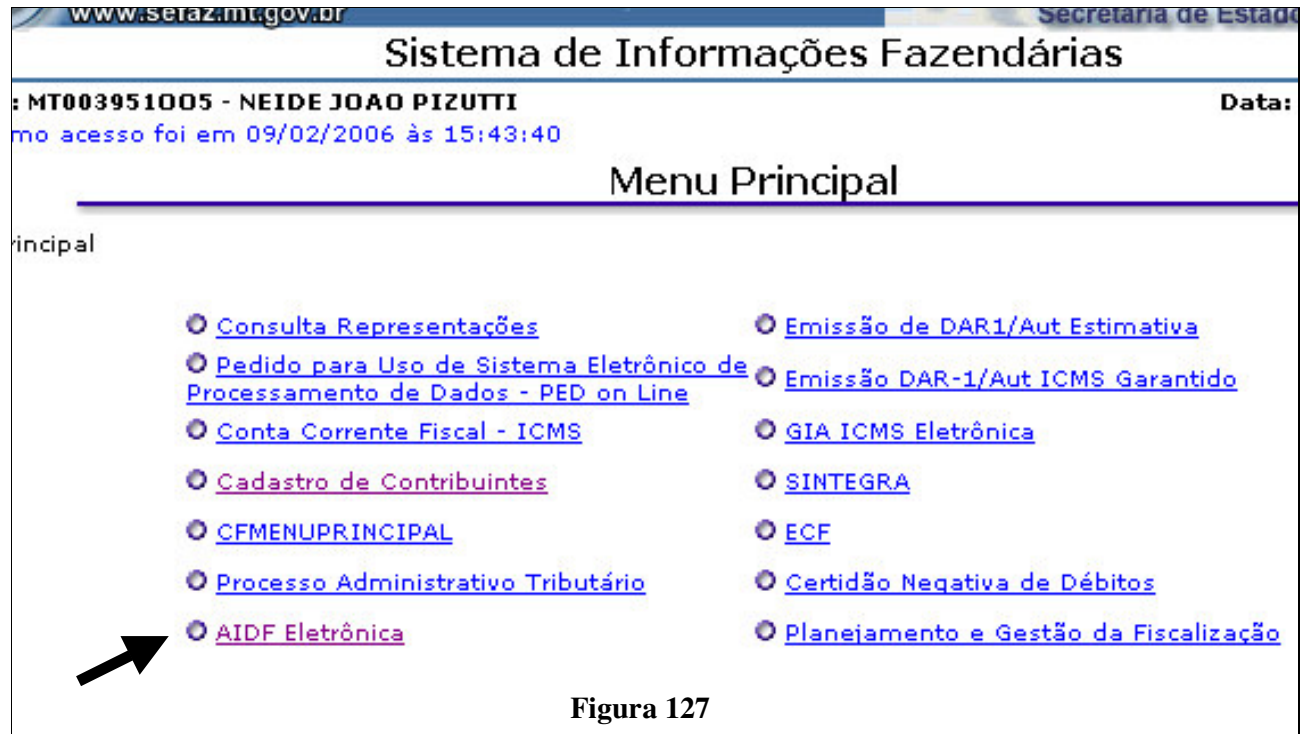 www.sefaz.mt.gov.br
Secretaria de Estado
Sistema de Informações Fazendárias
: MT003951OO5 - NEIDE JOAO PIZUTTI
Data:
mo acesso foi em 09/02/2006 às 15:43:40
Menu Principal
rincipal
Consulta Representações
Emissão de DAR1/Aut Estimativa
Pedido para Uso de Sistema Eletrônico de
Processamento de Dados - PED on Line
Emissão DAR-1/Aut ICMS Garantido
Conta Corrente Fiscal - ICMS
GIA ICMS Eletrônica
Cadastro de Contribuintes
SINTEGRA
CFMENUPRINCIPAL
ECF
Processo Administrativo Tributário
Certidão Negativa de Débitos
AIDF Eletrônica
Planejamento e Gestão da Fiscalização
Figura 127